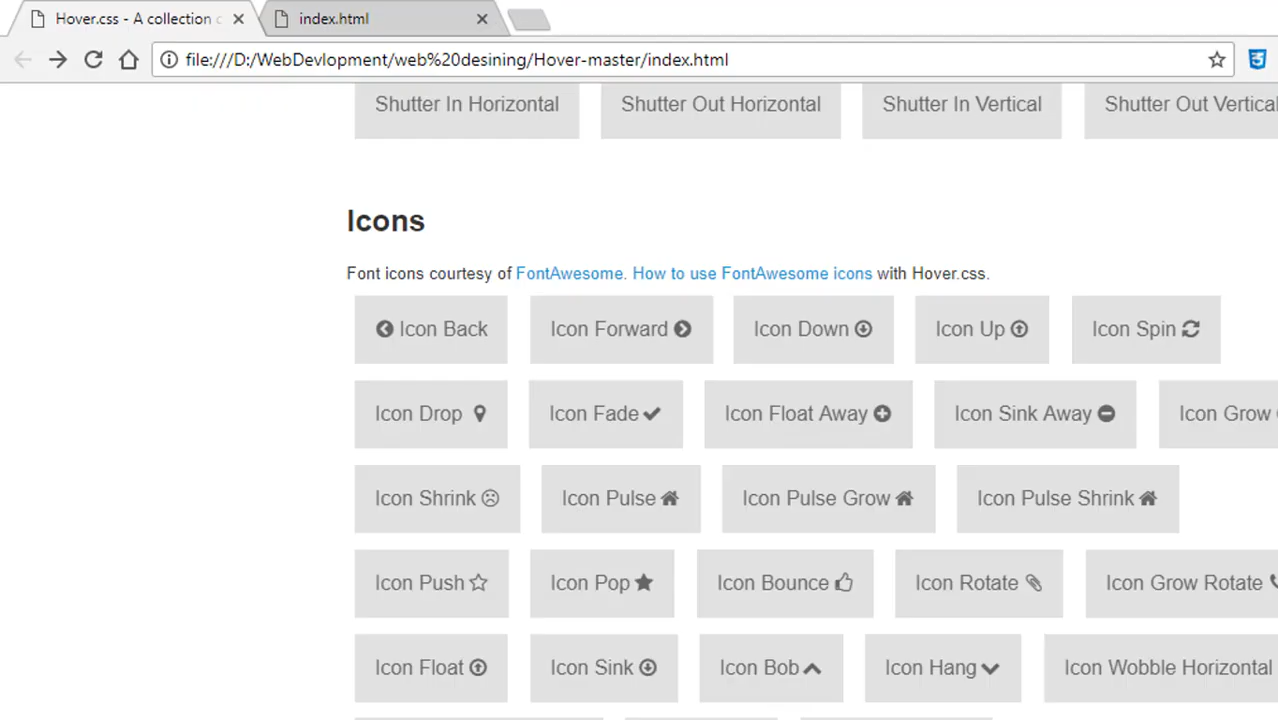 Hover.css - A collection
index.html
file:///D:/WebDevlopment/web%20desining/Hover-master/index.html
Shutter In Horizontal
Shutter Out Horizontal
Shutter In Vertical
Shutter Out Vertical
Icons
Font icons courtesy of FontAwesome. How to use FontAwesome icons with Hover.css.
Icon Back
Icon Forward
Icon Down
Icon Up
Icon Spin
Icon Drop
Icon Fade
Icon Float Away
Icon Sink Away
Icon Grow
Icon Shrink
Icon Pulse
Icon Pulse Grow
Icon Pulse Shrink
Icon Push
Icon Pop
Icon Bounce
Icon Rotate
Icon Grow Rotate
Icon Float
Icon Sink
Icon Bob
Icon Hang
Icon Wobble Horizontal